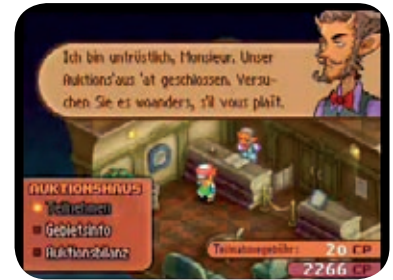 Ich bin untröstlich, Monsieur. Unser
Auktions'aus 'at geschlossen. Versu-
chen Sie es woanders, s'il vous plaît.
AUKTIONSHAUS
Teilnehmen
Gebietsinfo
Auktionsbilanz
Teilnahmegebühr: 20 CP
2266 CP